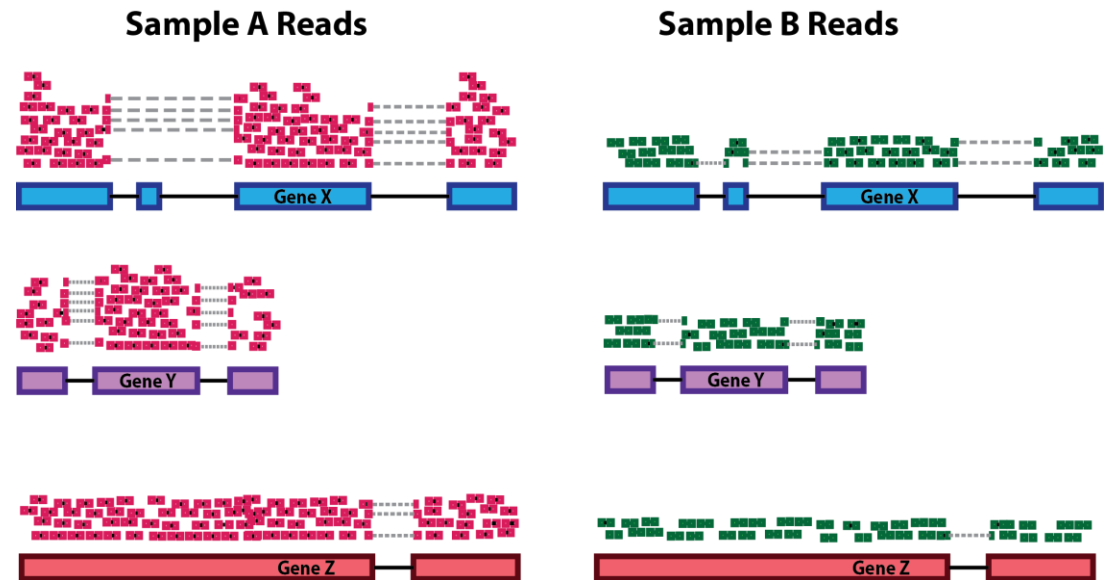 Sample A Reads
Sample B Reads
Gene X
Gene X
Gene Y
Gene Y
Gene Z
Gene Z